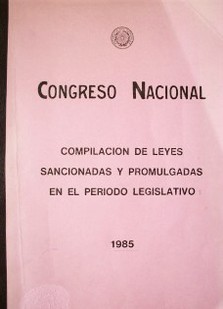 CONGRESO NACIONAL
COMPILACION DE LEYES
SANCIONADAS Y PROMULGADAS
EN EL PERIODO LEGISLATIVO
1985